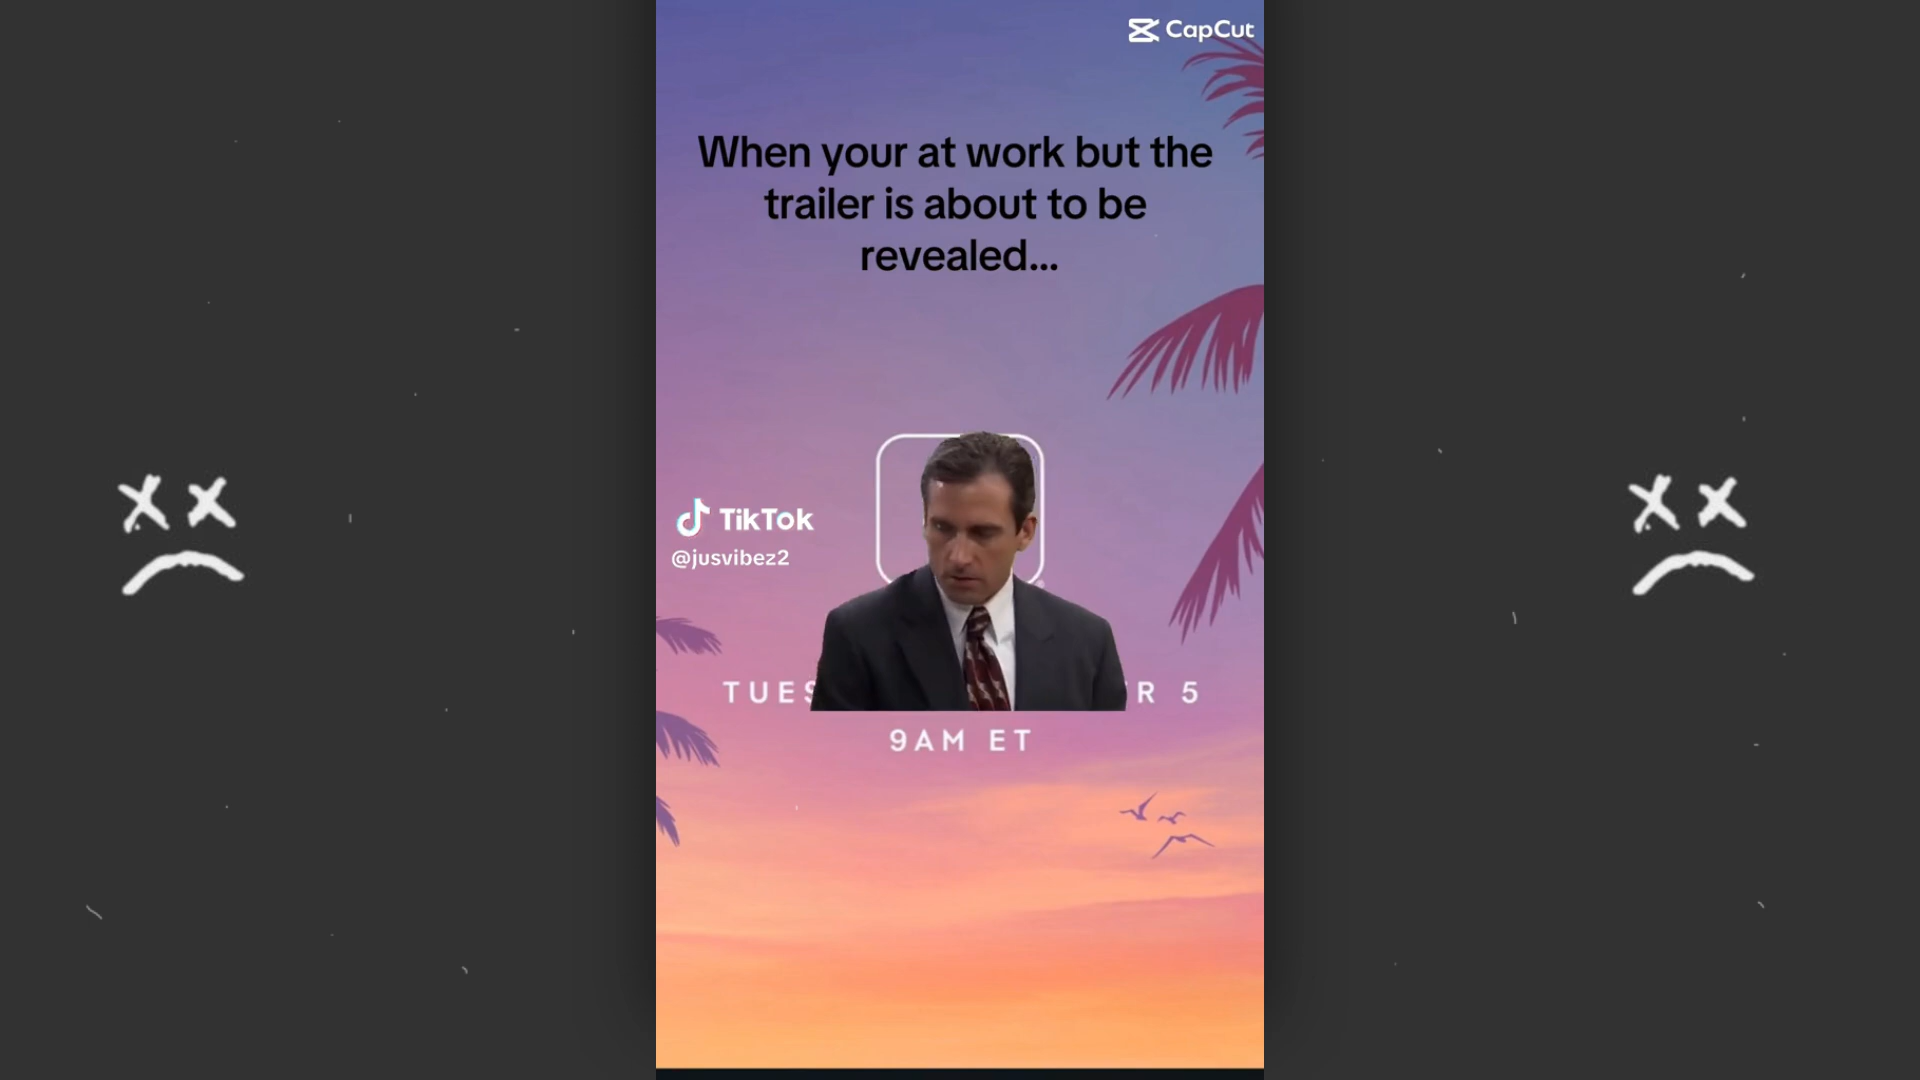 CapCut
When your at work but the
trailer is about to be
revealed...
TikTok
@jusvibez2
TUES R 5
9AM ET